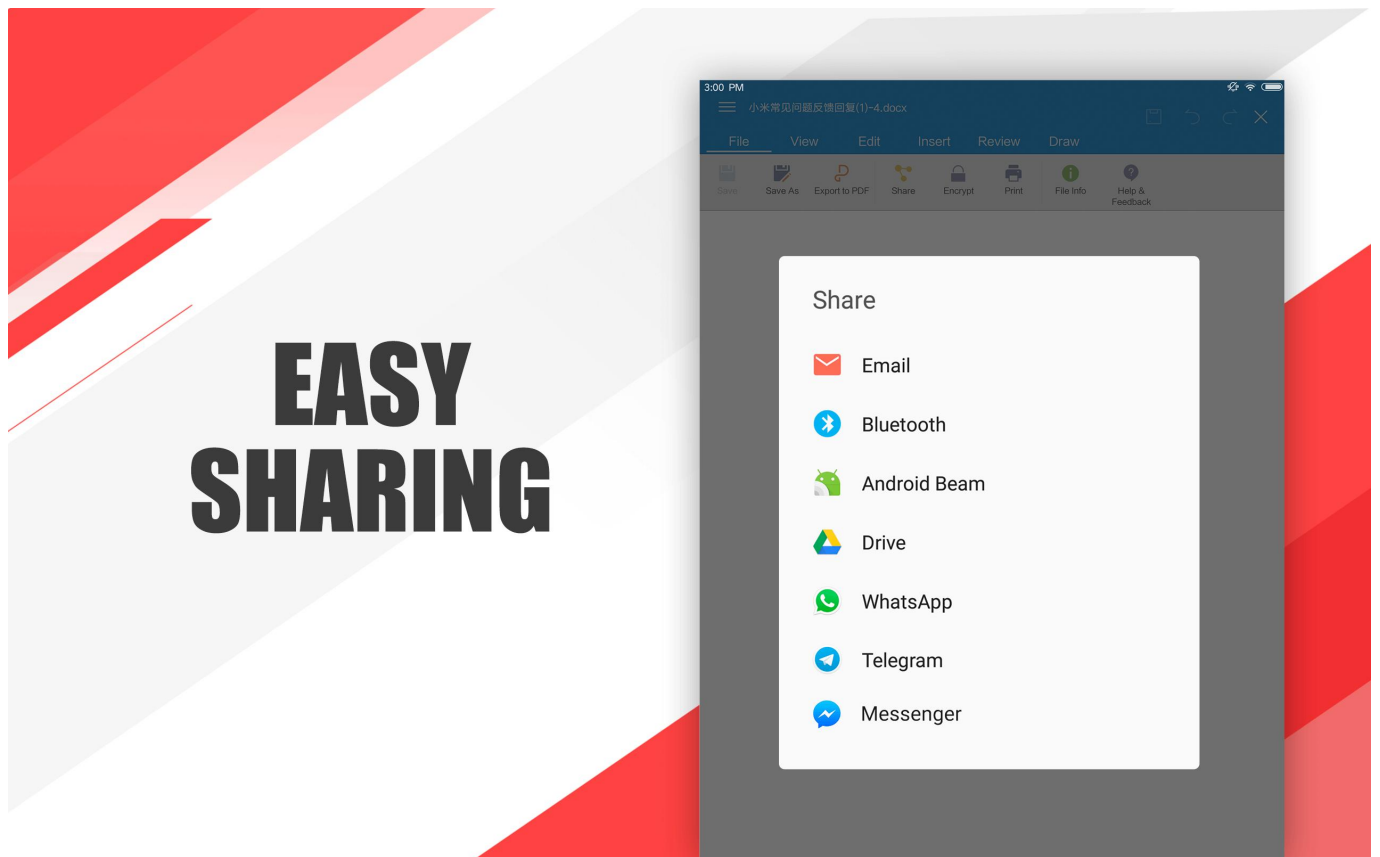 EASY
SHARING
3:00 PM
小米常见问题反馈回复(1)-4.docx
File View Edit Insert Review Draw
Save Save As Export to PDF Share Encrypt Print File Info Help &
Feedback
Share
Email
Bluetooth
Android Beam
Drive
WhatsApp
Telegram
Messenger